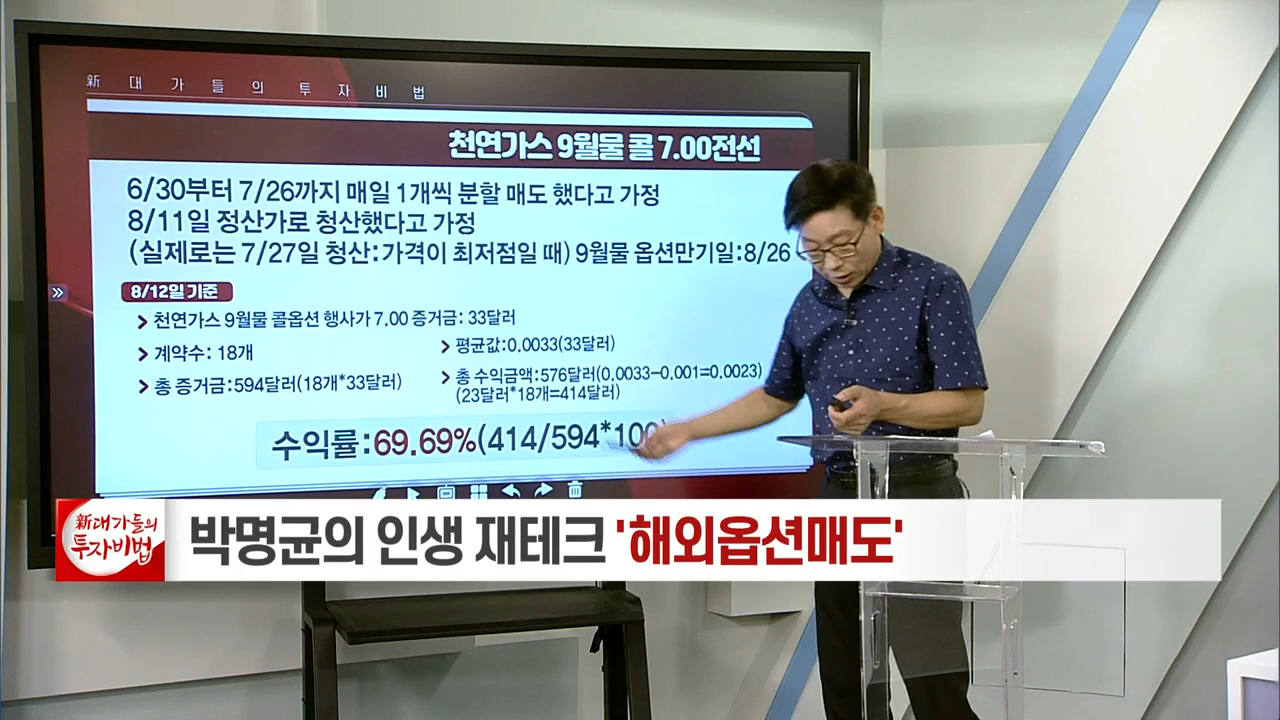 新 대 가 들 의 투 자 비 법
천연가스 9월물 콜 7.00전선
6/30부터 7/26까지 매일 1개씩 분할 매도 했다고 가정
8/11일 정산가로 청산했다고 가정
(실제로는 7/27일 청산:가격이 최저점일 때) 9월물 옵션만기일:8/26
8/12일 기준
천연가스 9월물 콜옵션 행사가 7.00 증거금: 33달러
계약수: 18개
평균값:0.0033(33달러)
총 증거금:594달러(18개*33달러)
총 수익금액:576달러(0.0033-0.001=0.0023)
(23달러*18개=414달러)
수익률:69.69%(414/594*100)
新대가들의
투자비법
박명균의 인생 재테크 '해외옵션매도'